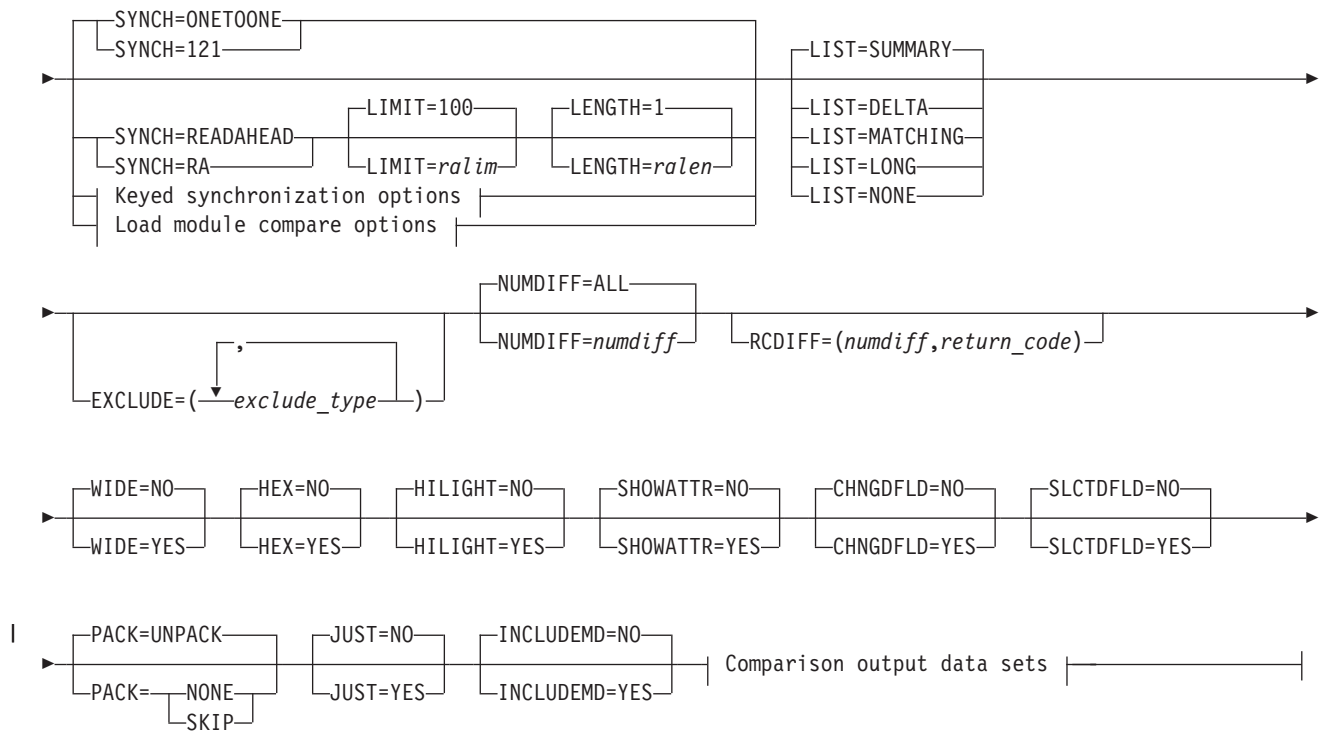 SYNCH=ONETOONE
SYNCH=121
LIST=SUMMARY
LIMIT=100
LENGTH=1
LIST=DELTA
SYNCH=READAHEAD
LIST=MATCHING
SYNCH=RA
LIMIT=ralim
LENGTH=ralen
LIST=LONG
Keyed synchronization options
LIST=NONE
Load module compare options
NUMDIFF=ALL
NUMDIFF=numdiff
RCDIFF=(numdiff,return_code)
,
EXCLUDE=(exclude_type)
WIDE=NO HEX=NO HILIGHT=NO SHOWATTR=NO CHNGDFLD=NO SLCTDFLD=NO
WIDE=YES HEX=YES HILIGHT=YES SHOWATTR=YES CHNGDFLD=YES SLCTDFLD=YES
| PACK=UNPACK JUST=NO INCLUDEMD=NO
Comparison output data sets
PACK= NONE JUST=YES INCLUDEMD=YES
SKIP